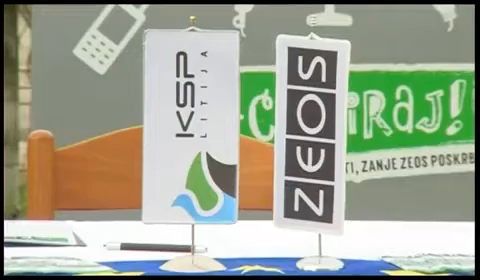 KSP
LITIJA
ZEOS
IRAJ!
TI, ZANJE ZEOS POSKRB